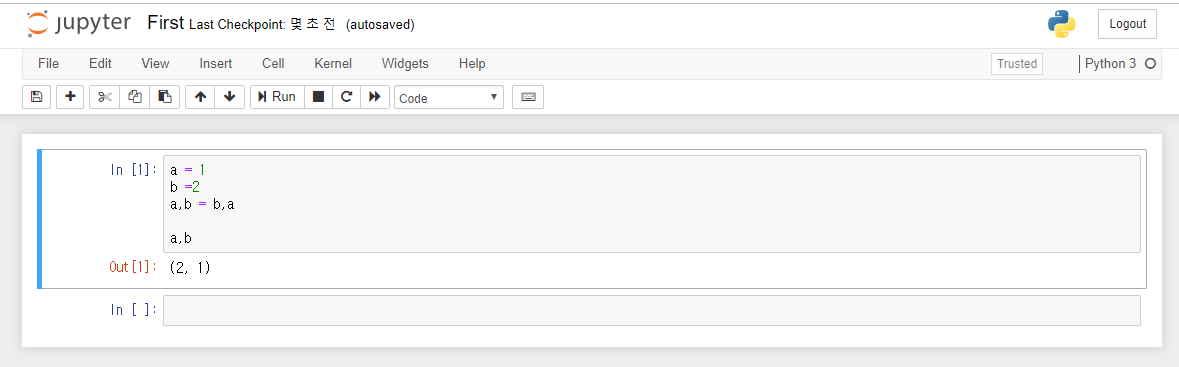 jupyter First Last Checkpoint: 몇 초 전 (autosaved) Logout
File Edit View Insert Cell Kernel Widgets Help Trusted Python 3
Run Code
In [1]: a = 1
b =2
a,b = b,a
a,b
Out[1]: (2, 1)
In [ ]: